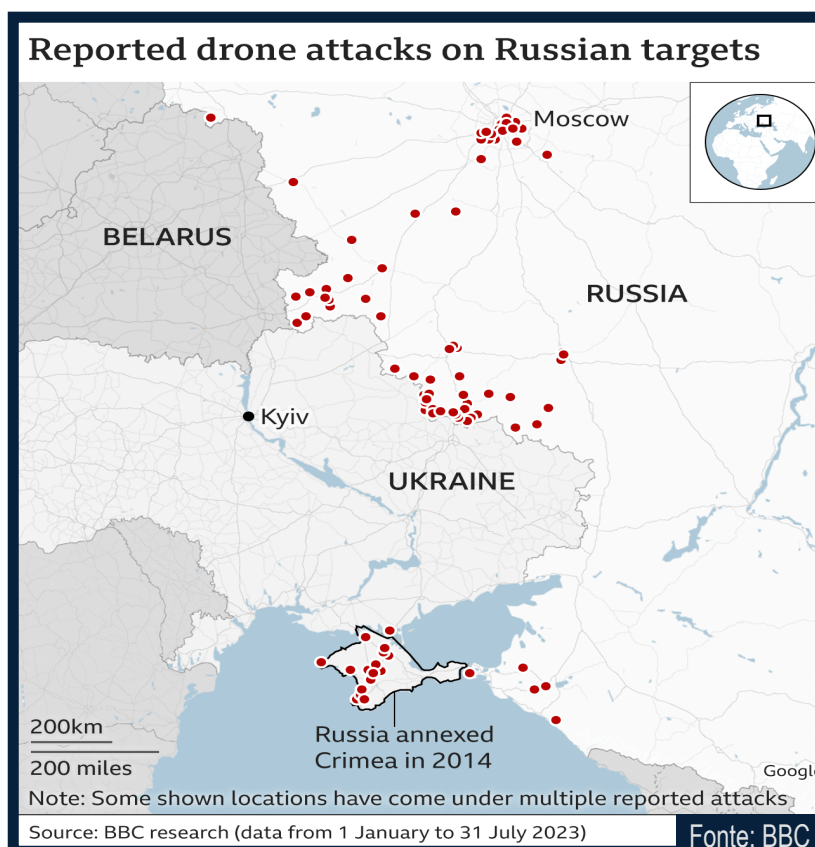 Reported drone attacks on Russian targets
Moscow
BELARUS
RUSSIA
Kyiv
UKRAINE
200km
200 miles
Russia annexed
Crimea in 2014
Google
Note: Some shown locations have come under multiple reported attacks
Source: BBC research (data from 1 January to 31 July 2023)
Fonte: BBC